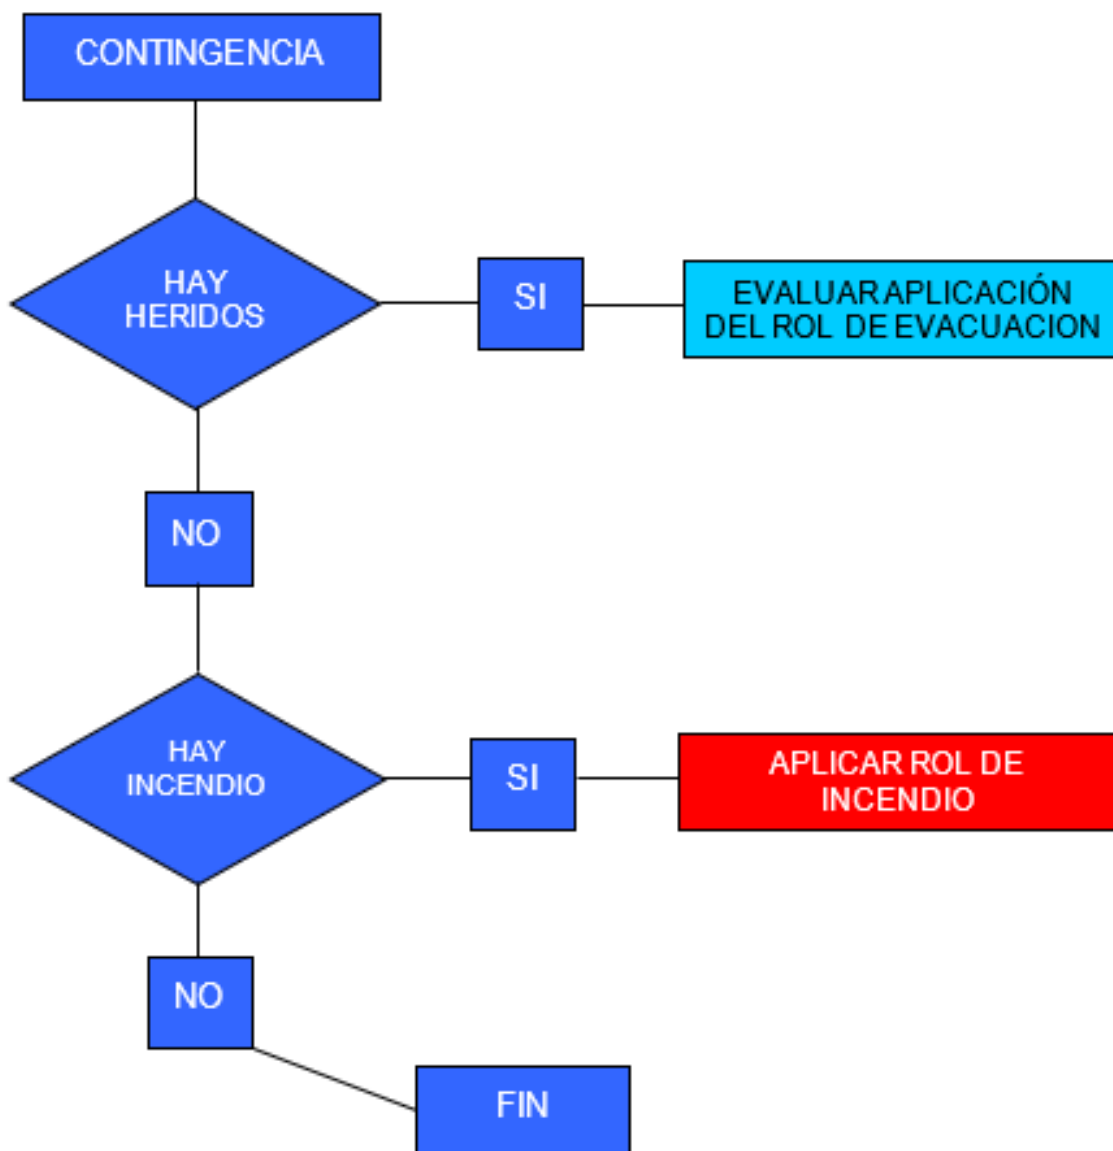 CONTINGENCIA
HAY
HERIDOS
SI
EVALUAR APLICACIÓN
DEL ROL DE EVACUACION
NO
HAY
INCENDIO
SI
APLICAR ROL DE
INCENDIO
NO
FIN